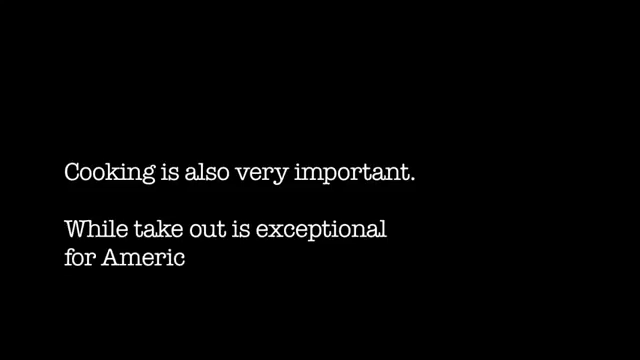 Cooking is also very important.
While take out is exceptional
for Americ